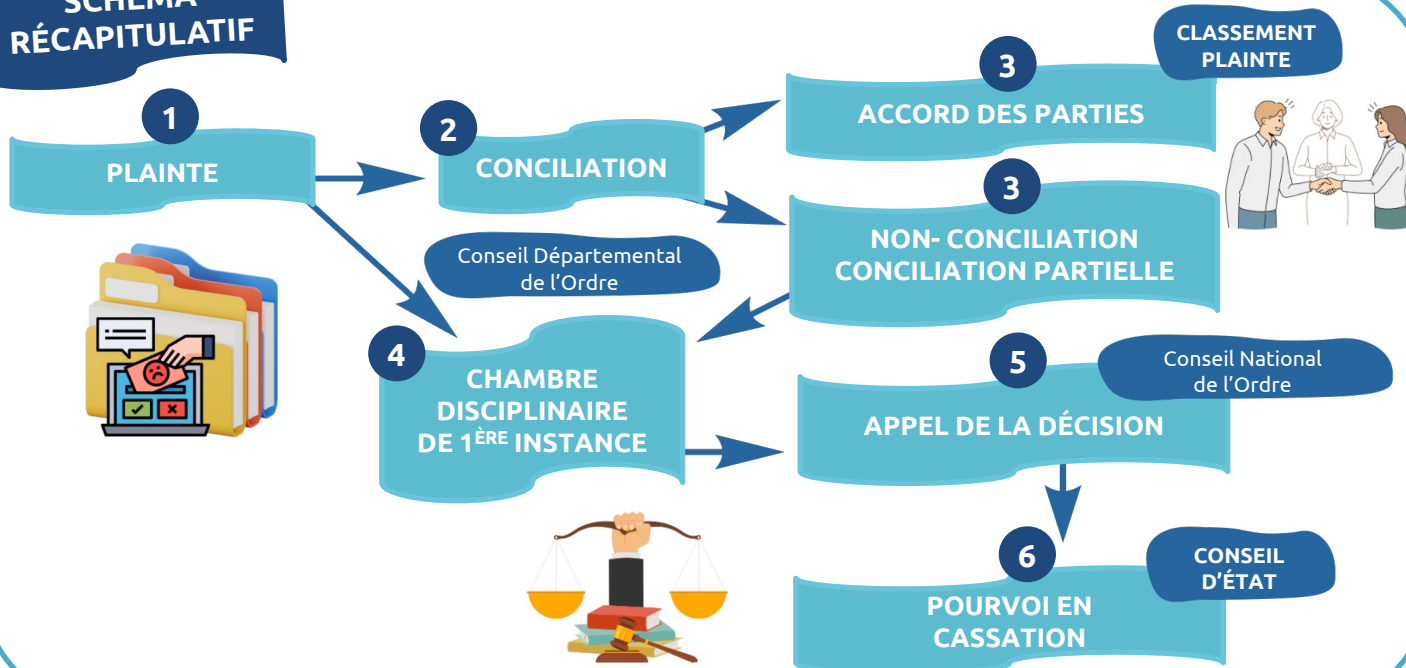 SCHÉMA
RÉCAPITULATIF
1
PLAINTE
2
CONCILIATION
Conseil Départemental
de l'Ordre
3
ACCORD DES PARTIES
CLASSEMENT
PLAINTE
3
NON- CONCILIATION
CONCILIATION PARTIELLE
4
CHAMBRE
DISCIPLINAIRE
DE 1ÈRE INSTANCE
5
APPEL DE LA DÉCISION
Conseil National
de l'Ordre
6
POURVOI EN
CASSATION
CONSEIL
D'ÉTAT